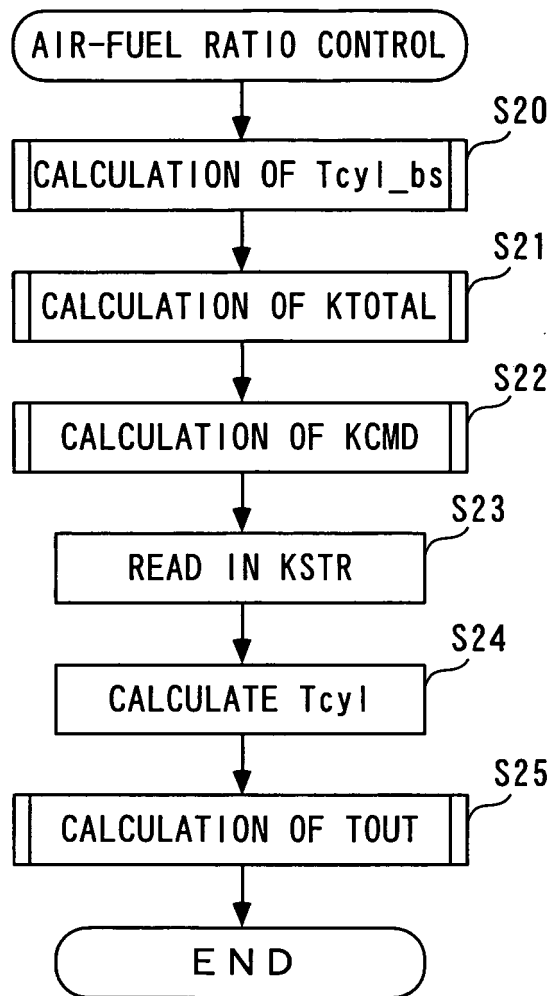 AIR-FUEL RATIO CONTROL
S20
CALCULATION OF Tcyl_bs
S21
CALCULATION OF KTOTAL
S22
CALCULATION OF KCMD
S23
READ IN KSTR
S24
CALCULATE Tcyl
S25
CALCULATION OF TOUT
END